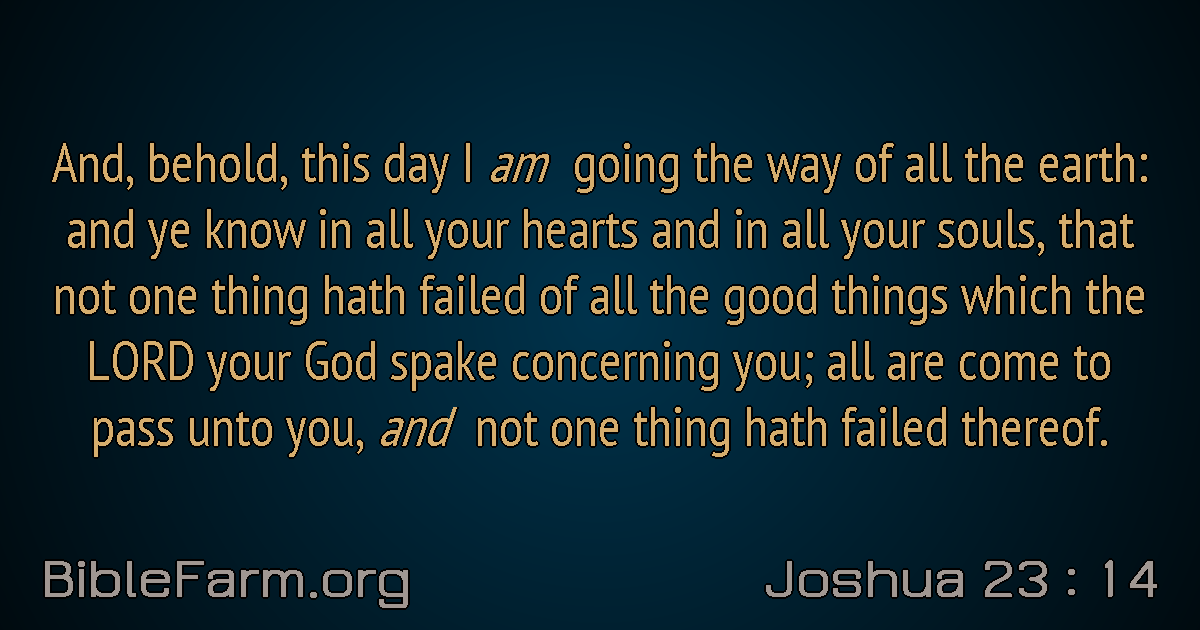 And, behold, this day I am going the way of all the earth:
and ye know in all your hearts and in all your souls, that
not one thing hath failed of all the good things which the
LORD your God spake concerning you; all are come to
pass unto you, and not one thing hath failed thereof.
BibleFarm.org
Joshua 23 : 14